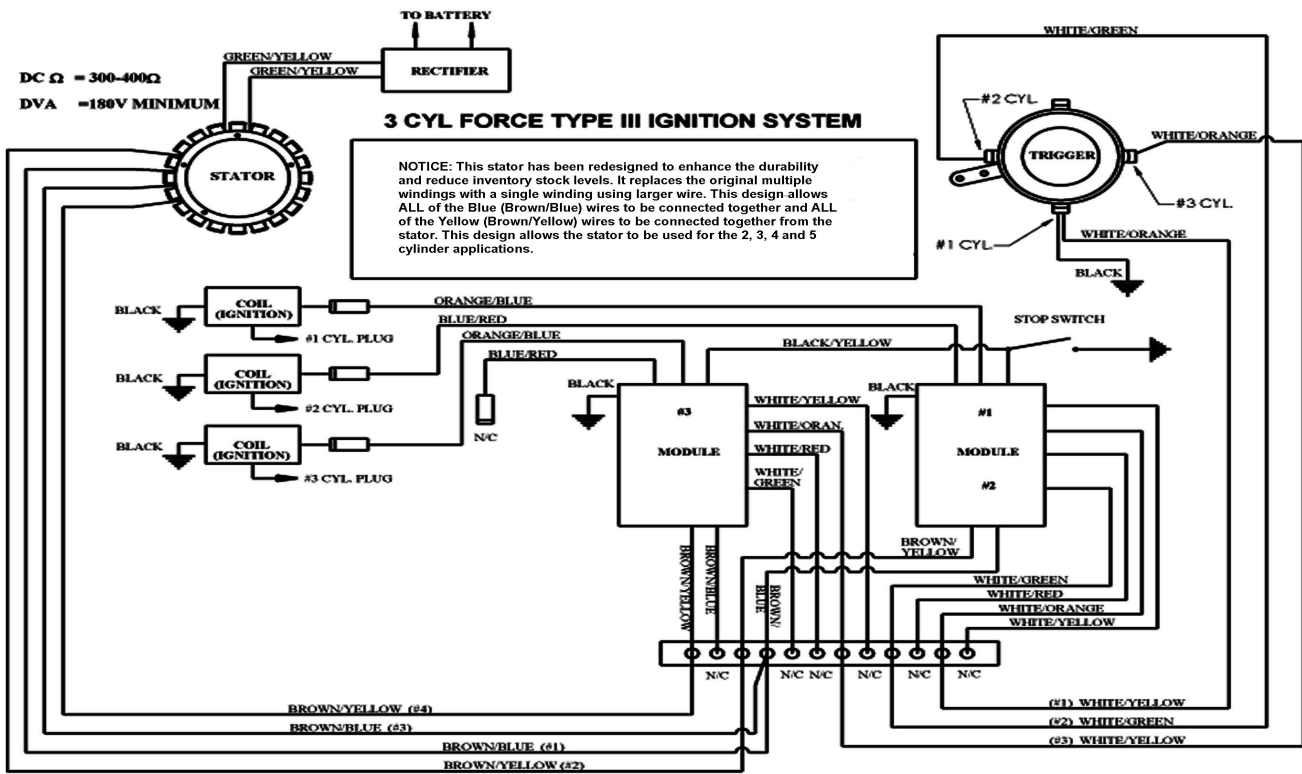 TO BATTERY
WHITE/GREEN
GREEN/YELLOW
GREEN/YELLOW
RECTIFIER
DC Ω = 300-400Ω
DVA =180V MINIMUM
#2 CYL.
3 CYL FORCE TYPE III IGNITION SYSTEM
WHITE/ORANGE
TRIGGER
STATOR
NOTICE: This stator has been redesigned to enhance the durability
and reduce inventory stock levels. It replaces the original multiple
windings with a single winding using larger wire. This design allows
ALL of the Blue (Brown/Blue) wires to be connected together and ALL
of the Yellow (Brown/Yellow) wires to be connected together from the
stator. This design allows the stator to be used for the 2, 3, 4 and 5
cylinder applications.
#3 CYL.
#1 CYL.
WHITE/ORANGE
BLACK
BLACK
COIL
(IGNITION)
ORANGE/BLUE
BLUE/RED
#1 CYL. PLUG
ORANGE/BLUE
BLUE/RED
STOP SWITCH
BLACK/YELLOW
BLACK
COIL
(IGNITION)
#2 CYL. PLUG
BLACK
BLACK
N/C
BLACK
COIL
(IGNITION)
#3 CYL. PLUG
#3
MODULE
WHITE/YELLOW
WHITE/ORAN.
WHITE/RED
WHITE/
GREEN
#1
MODULE
#2
BROWN/
YELLOW
BROWN/YELLOW
BROWN/BLUE
BROWN/
BLUE
WHITE/GREEN
WHITE/RED
WHITE/ORANGE
WHITE/YELLOW
N/C
N/C
N/C
N/C
N/C
N/C
BROWN/YELLOW (#4)
BROWN/BLUE (#3)
BROWN/BLUE (#1)
BROWN/YELLOW (#2)
(#1) WHITE/YELLOW
(#2) WHITE/GREEN
(#3) WHITE/YELLOW